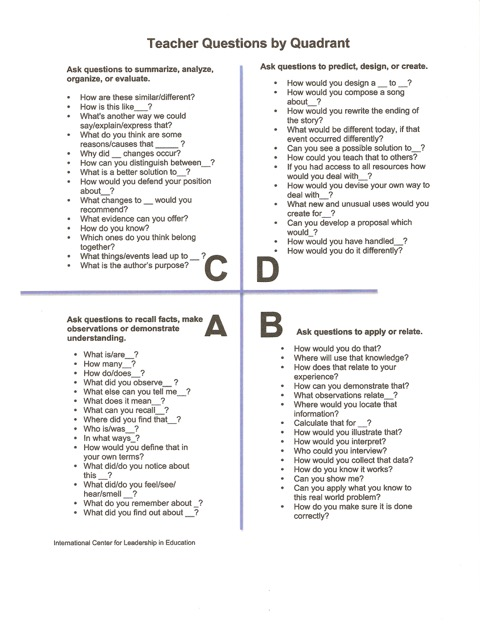 Teacher Questions by Quadrant
Ask questions to summarize, analyze,
organize, or evaluate.
• How are these similar/different?
• How is this like___?
• What's another way we could
say/explain/express that?
• What do you think are some
reasons/causes that _____ ?
• Why did __ changes occur?
• How can you distinguish between__?
• What is a better solution to__?
• How would you defend your position
about__?
• What changes to __ would you
recommend?
• What evidence can you offer?
• How do you know?
• Which ones do you think belong
together?
• What things/events lead up to __ ?
• What is the author's purpose?
C
Ask questions to predict, design, or create.
• How would you design a __ to __?
• How would you compose a song
about__?
• How would you rewrite the ending of
the story?
• What would be different today, if that
event occurred differently?
• Can you see a possible solution to__?
• How could you teach that to others?
• If you had access to all resources how
would you deal with__?
• How would you devise your own way to
deal with__?
• What new and unusual uses would you
create for__?
• Can you develop a proposal which
would_?
• How would you have handled__?
• How would you do it differently?
D
Ask questions to recall facts, make
observations or demonstrate
understanding.
A
• What is/are__?
• How many__?
• How do/does__?
• What did you observe__ ?
• What else can you tell me__?
• What does it mean__?
• What can you recall__?
• Where did you find that__?
• Who is/was__?
• In what ways_?
• How would you define that in
your own terms?
• What did/do you notice about
this __?
• What did/do you feel/see/
hear/smell __?
• What do you remember about _?
• What did you find out about __?
B
Ask questions to apply or relate.
• How would you do that?
• Where will use that knowledge?
• How does that relate to your
experience?
• How can you demonstrate that?
• What observations relate__?
• Where would you locate that
information?
• Calculate that for __?
• How would you illustrate that?
• How would you interpret?
• Who could you interview?
• How would you collect that data?
• How do you know it works?
• Can you show me?
• Can you apply what you know to
this real world problem?
• How do you make sure it is done
correctly?
International Center for Leadership in Education